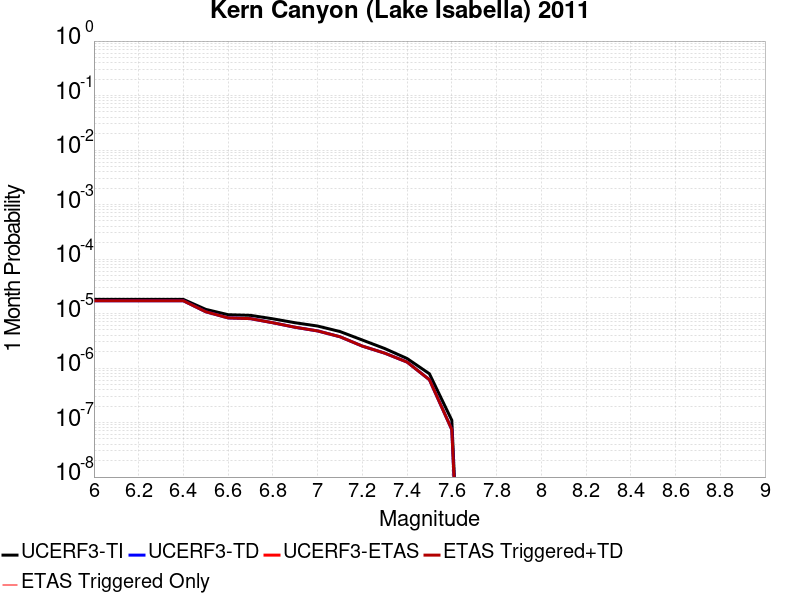 Kern Canyon (Lake Isabella) 2011
10^0
10^-1
10^-2
10^-3
10^-4
10^-5
10^-6
10^-7
10^-8
1 Month Probability
6 6.2 6.4 6.6 6.8 7 7.2 7.4 7.6 7.8 8 8.2 8.4 8.6 8.8 9
Magnitude
UCERF3-TI UCERF3-TD UCERF3-ETAS ETAS Triggered+TD
ETAS Triggered Only